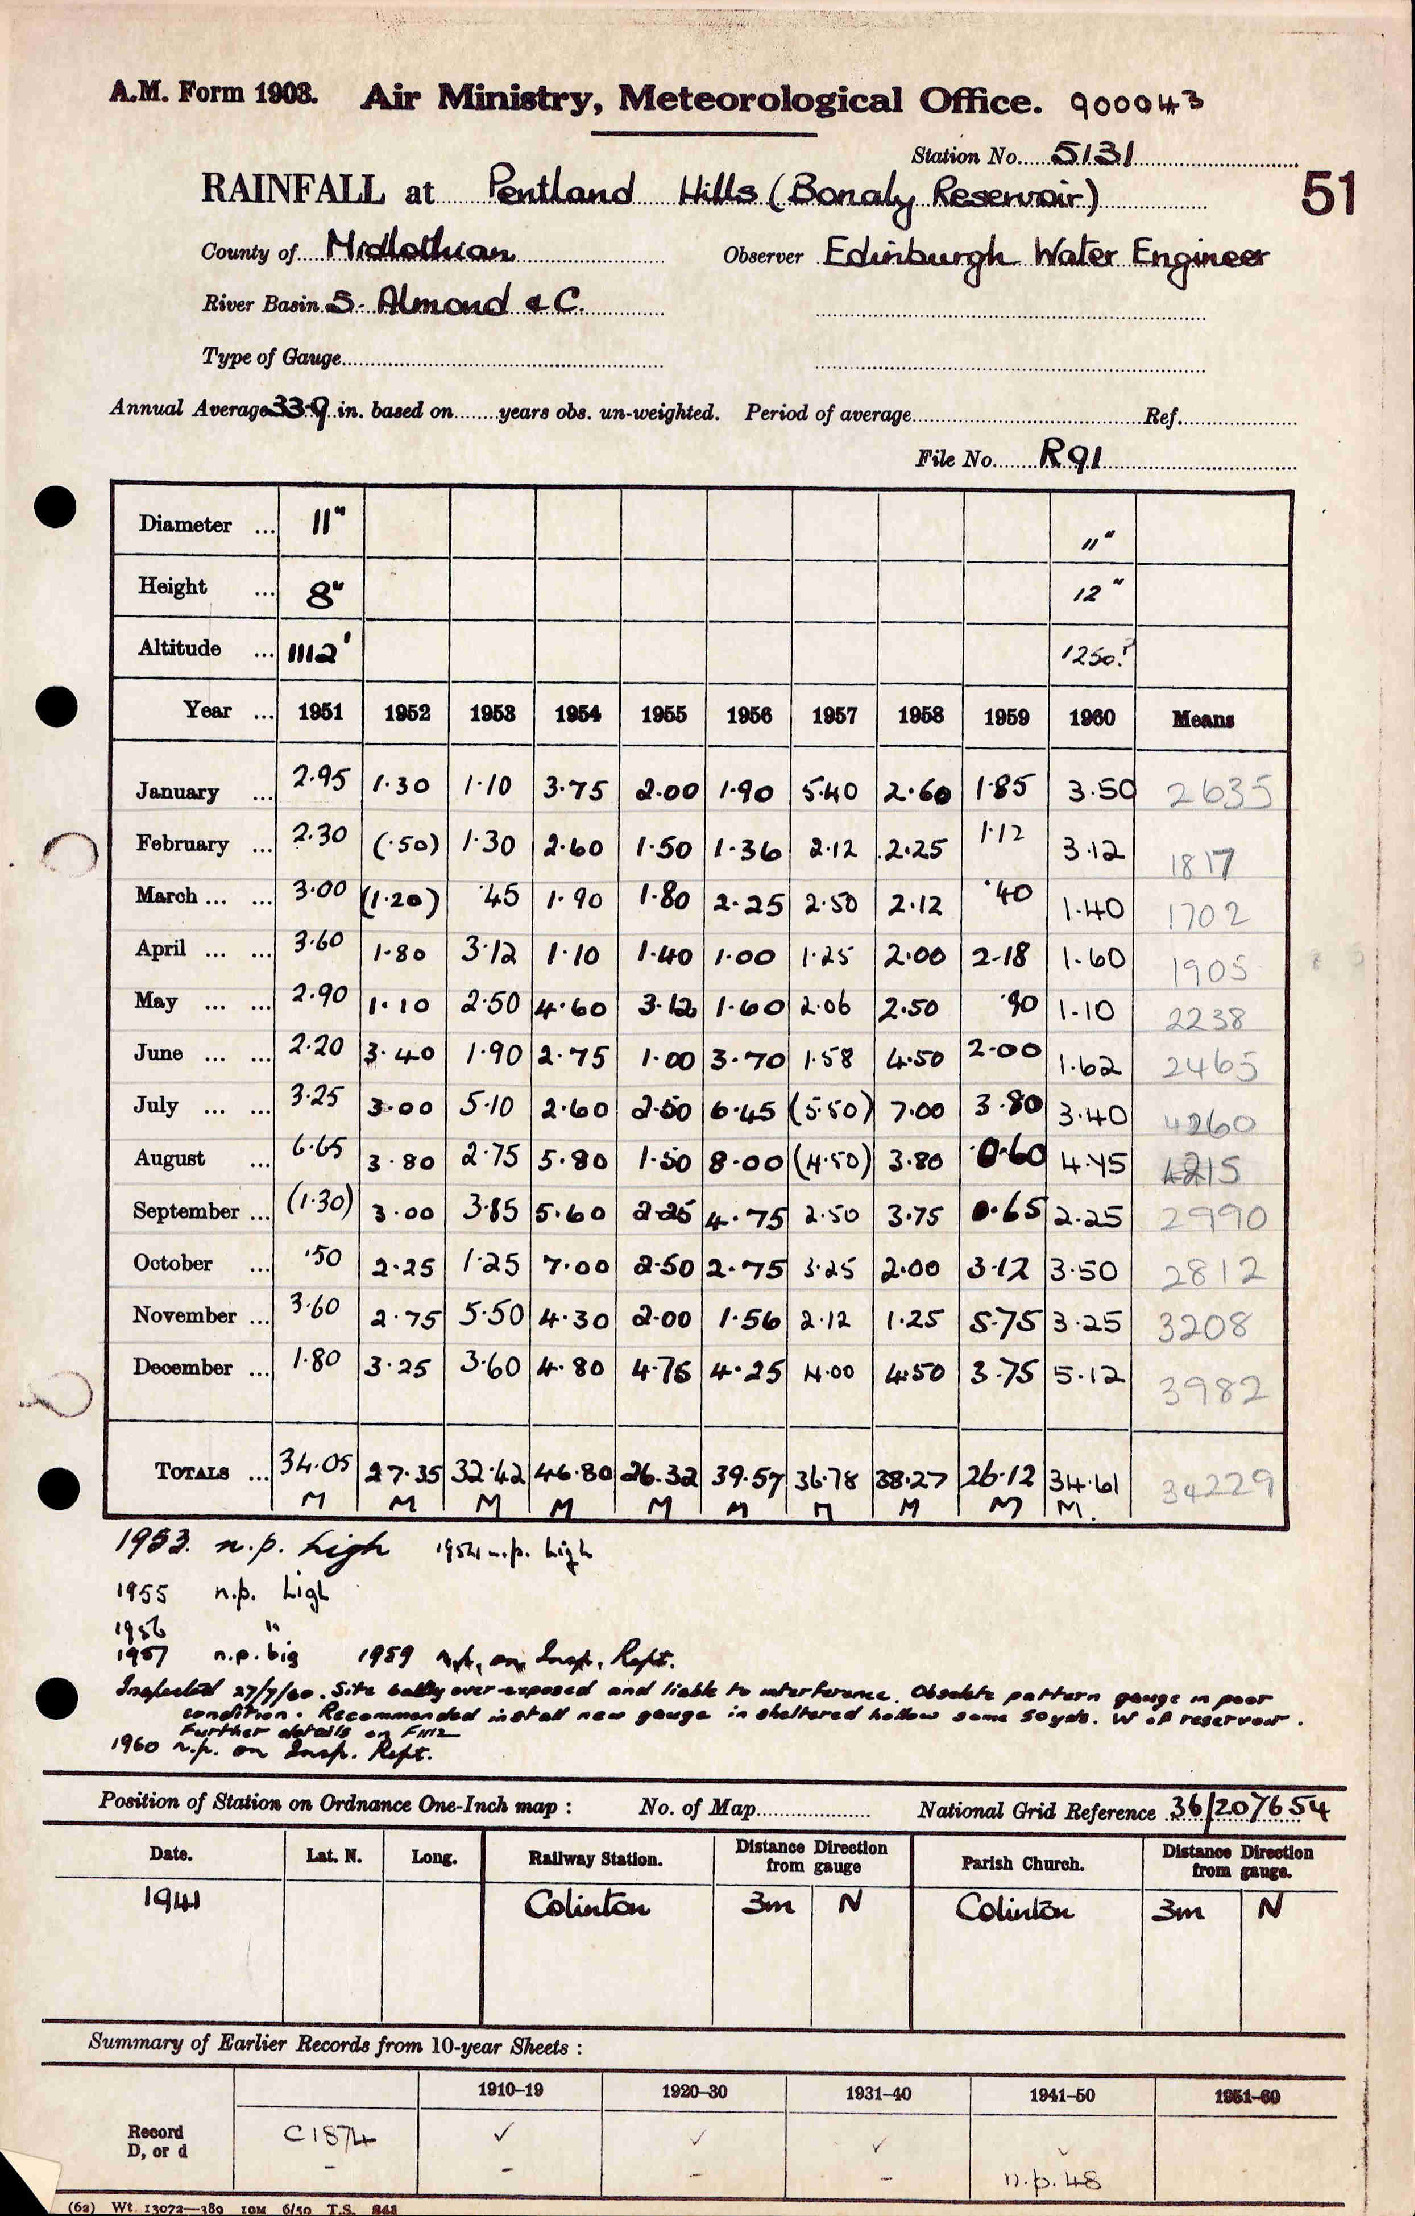 A.M. Form 1903. Air Ministry, Meteorological Office. 900043
Station No. 5131
RAINFALL at Pentland Hills (Bonaly Reservoir) 51
County of Midlothian Observer Edinburgh Water Engineer
River Basin S. Almond & C.
Type of Gauge
Annual Average 33.9 in. based on years obs. un-weighted. Period of average Ref.
File No. R91
Diameter ... 11" 11"
Height ... 8" 12"
Altitude ... 1112' 1250.?
Year ... 1951 1952 1953 1954 1955 1956 1957 1958 1959 1960 Means
January ... 2.95 1.30 1.10 3.75 2.00 1.90 5.40 2.60 1.85 3.50 2635
February ... 2.30 (.50) 1.30 2.60 1.50 1.36 2.12 2.25 1.12 3.12 1817
March ... ... 3.00 (1.20) .45 1.90 1.80 2.25 2.50 2.12 .40 1.40 1702
April ... ... 3.60 1.80 3.12 1.10 1.40 1.00 1.25 2.00 2.18 1.60 1905
May ... ... 2.90 1.10 2.50 4.60 3.12 1.60 2.06 2.50 .90 1.10 2238
June ... ... 2.20 3.40 1.90 2.75 1.00 3.70 1.58 4.50 2.00 1.62 2465
July ... ... 3.25 3.00 5.10 2.60 2.50 6.45 (5.50) 7.00 3.80 3.40 4260
August ... 6.65 3.80 2.75 5.80 1.50 8.00 (4.50) 3.80 0.60 4.45 4215
September ... (1.30) 3.00 3.85 5.60 2.25 4.75 2.50 3.75 0.65 2.25 2990
October ... .50 2.25 1.25 7.00 2.50 2.75 3.25 2.00 3.12 3.50 2812
November ... 3.60 2.75 5.50 4.30 2.00 1.56 2.12 1.25 5.75 3.25 3208
December ... 1.80 3.25 3.60 4.80 4.75 4.25 4.00 4.50 3.75 5.12 3982
TOTALS ... 34.05 27.35 32.42 46.80 26.32 39.57 36.78 38.27 26.12 34.61 34229
M M M M M M M M M M.
1953. n.p. high 1954 n.p. high
1955 n.p. high
1956 "
1957 n.p. big 1959 n.p. on Insp. Rept.
Inspected 27/7/60. Site badly over-exposed and liable to interference. Obsolete pattern gauge in poor
condition. Recommended install new gauge in sheltered hollow some 50 yds. W of reservoir.
Further details on F1112
1960 n.p. on Insp. Rept.
Position of Station on Ordnance One-Inch map : No. of Map National Grid Reference 36/207654
Date. Lat. N. Long. Railway Station. Distance Direction from gauge Parish Church. Distance Direction from gauge.
1941 Colinton 3m N Colinton 3m N
Summary of Earlier Records from 10-year Sheets :
1910–19 1920–30 1931–40 1941–50 1951–60
Record C1874 ✓ ✓ ✓ ✓
D, or d - - - - n.p. 48
(62) Wt. 13072—389 10M 6/50 T.S. 848